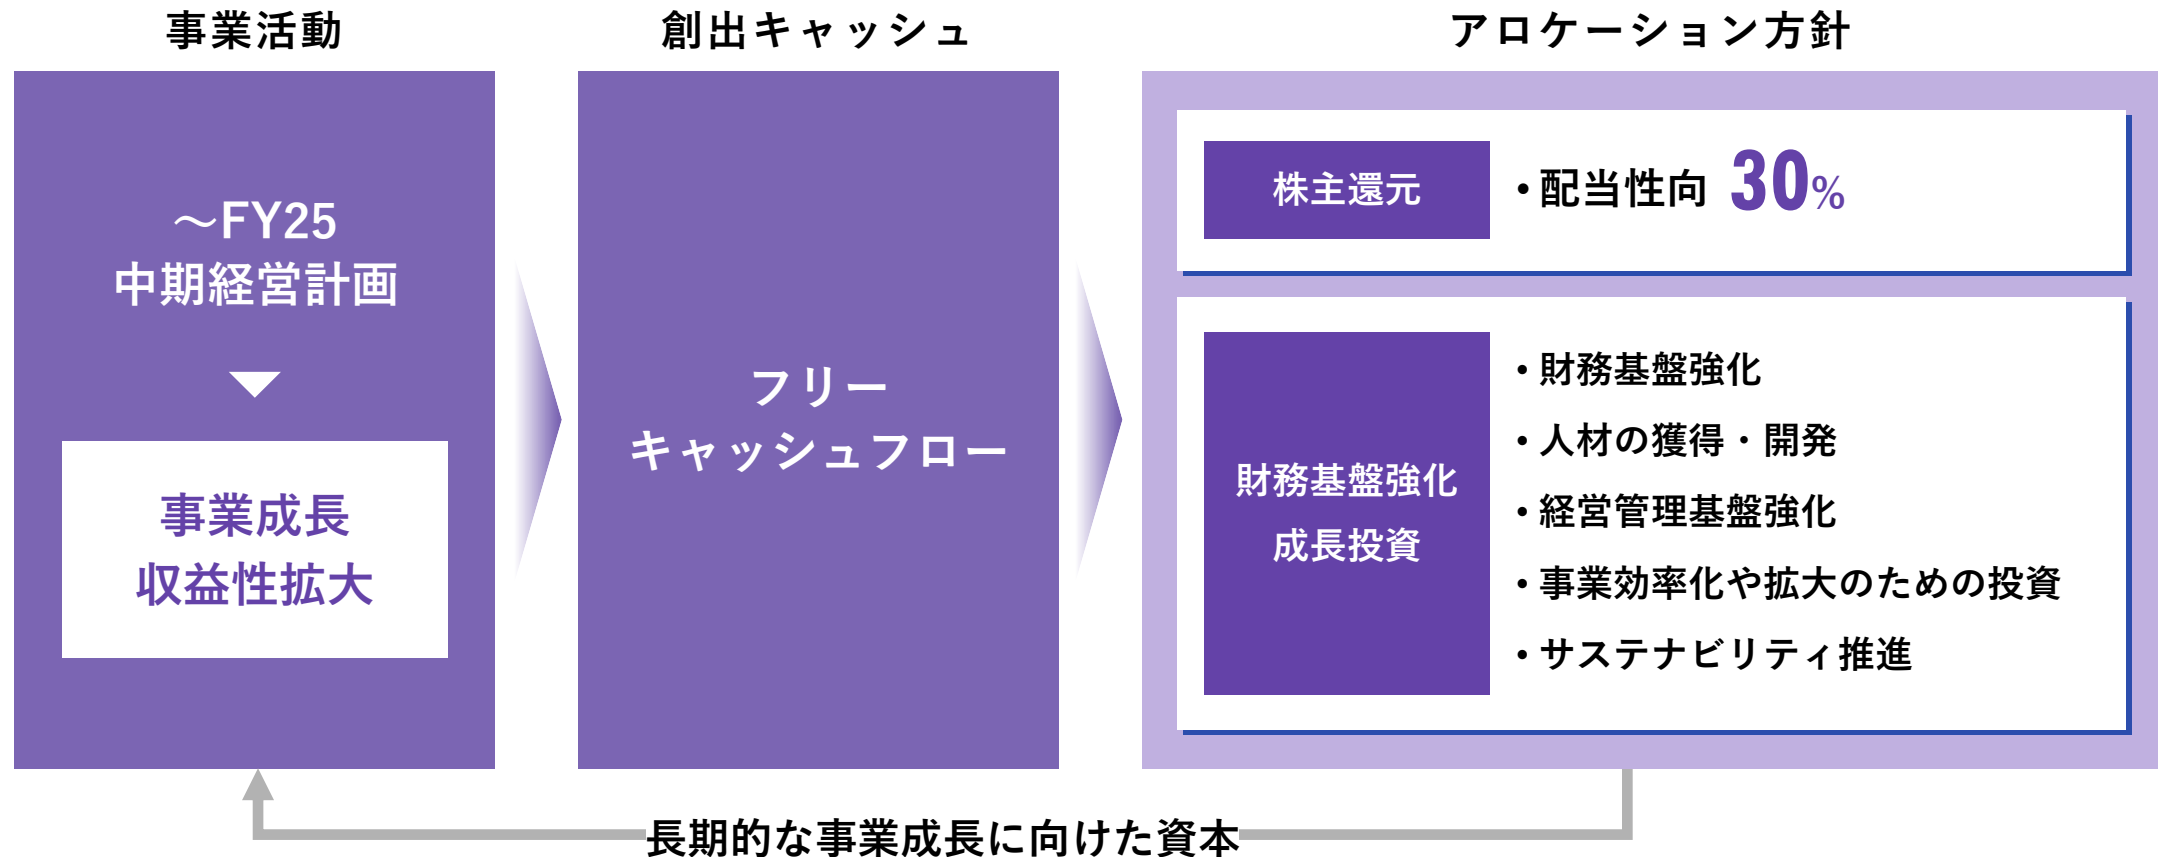 事業活動
～FY25
中期経営計画
事業成長
収益性拡大
創出キャッシュ
フリー
キャッシュフロー
アロケーション方針
株主還元
・配当性向 30%
財務基盤強化
成長投資
・財務基盤強化
・人材の獲得・開発
・経営管理基盤強化
・事業効率化や拡大のための投資
・サステナビリティ推進
長期的な事業成長に向けた資本